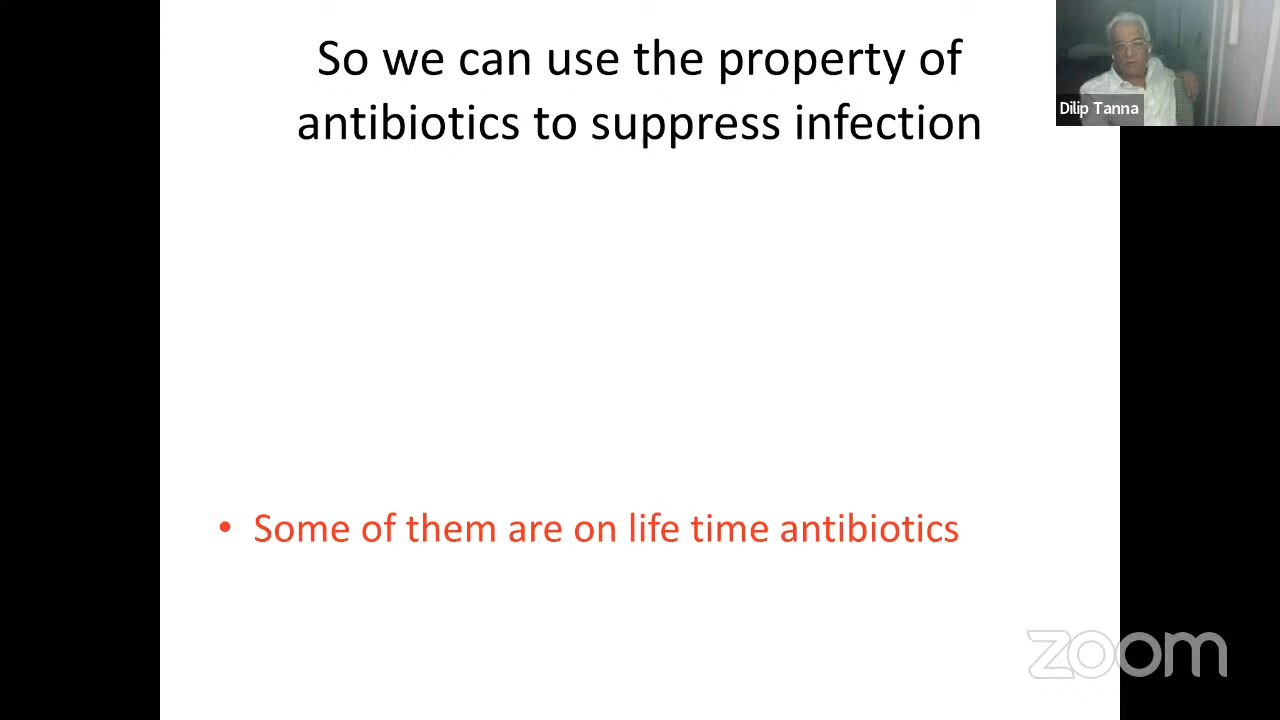 So we can use the property of
antibiotics to suppress infection
Dilip Tanna
• Some of them are on life time antibiotics
zoom